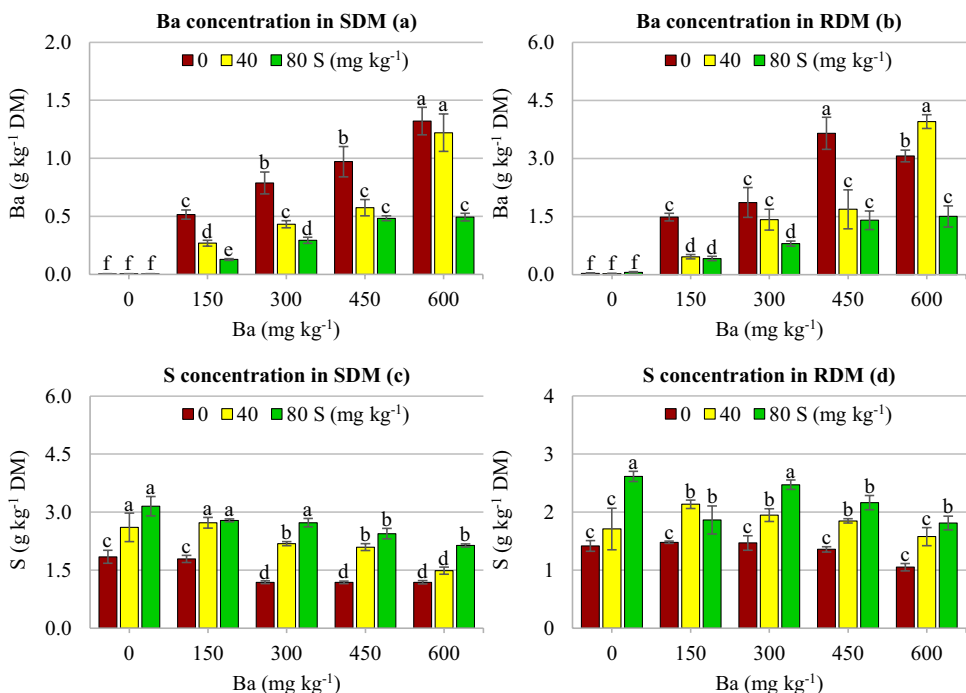 Ba concentration in SDM (a)
2.0
1.5
1.0
0.5
0.0
Ba (g kg⁻¹ DM)
0 40 80 S (mg kg⁻¹)
f f f c d e b c d b c c a a c
0 150 300 450 600
Ba (mg kg⁻¹)
Ba concentration in RDM (b)
6.0
4.5
3.0
1.5
0.0
Ba (g kg⁻¹ DM)
0 40 80 S (mg kg⁻¹)
f f f c d d c c d a c c b a c
0 150 300 450 600
Ba (mg kg⁻¹)
S concentration in SDM (c)
6.0
4.5
3.0
1.5
0.0
S (g kg⁻¹ DM)
0 40 80 S (mg kg⁻¹)
c a a c a a d b a d b b d d b
0 150 300 450 600
Ba (mg kg⁻¹)
S concentration in RDM (d)
4
3
2
1
0
S (g kg⁻¹ DM)
0 40 80 S (mg kg⁻¹)
c c a c b b c b a c b b c c b
0 150 300 450 600
Ba (mg kg⁻¹)